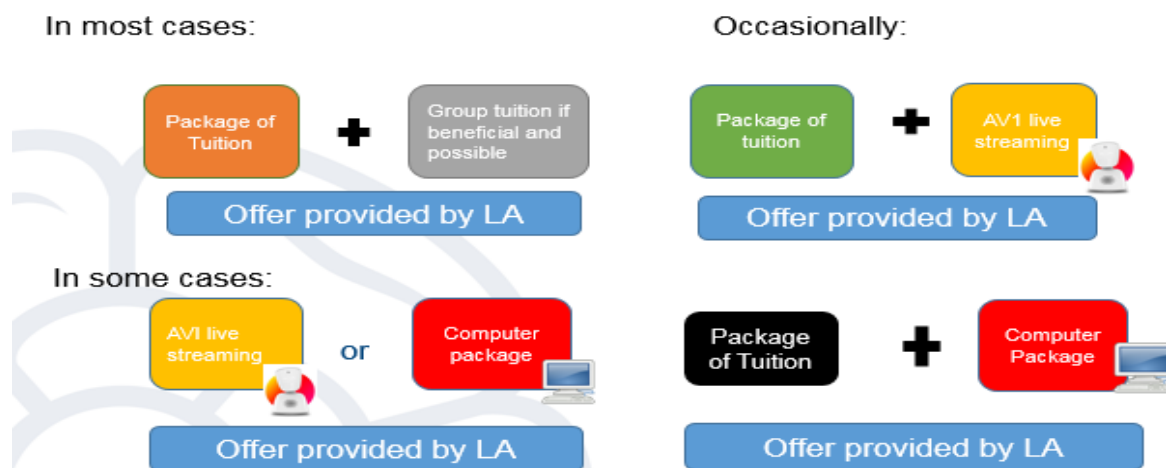 In most cases:
Package of
Tuition
Group tuition if
beneficial and
possible
Offer provided by LA
Occasionally:
Package of
tuition
AV1 live
streaming
Offer provided by LA
In some cases:
AVI live
streaming
or
Computer
package
Offer provided by LA
Package
of Tuition
Computer
Package
Offer provided by LA